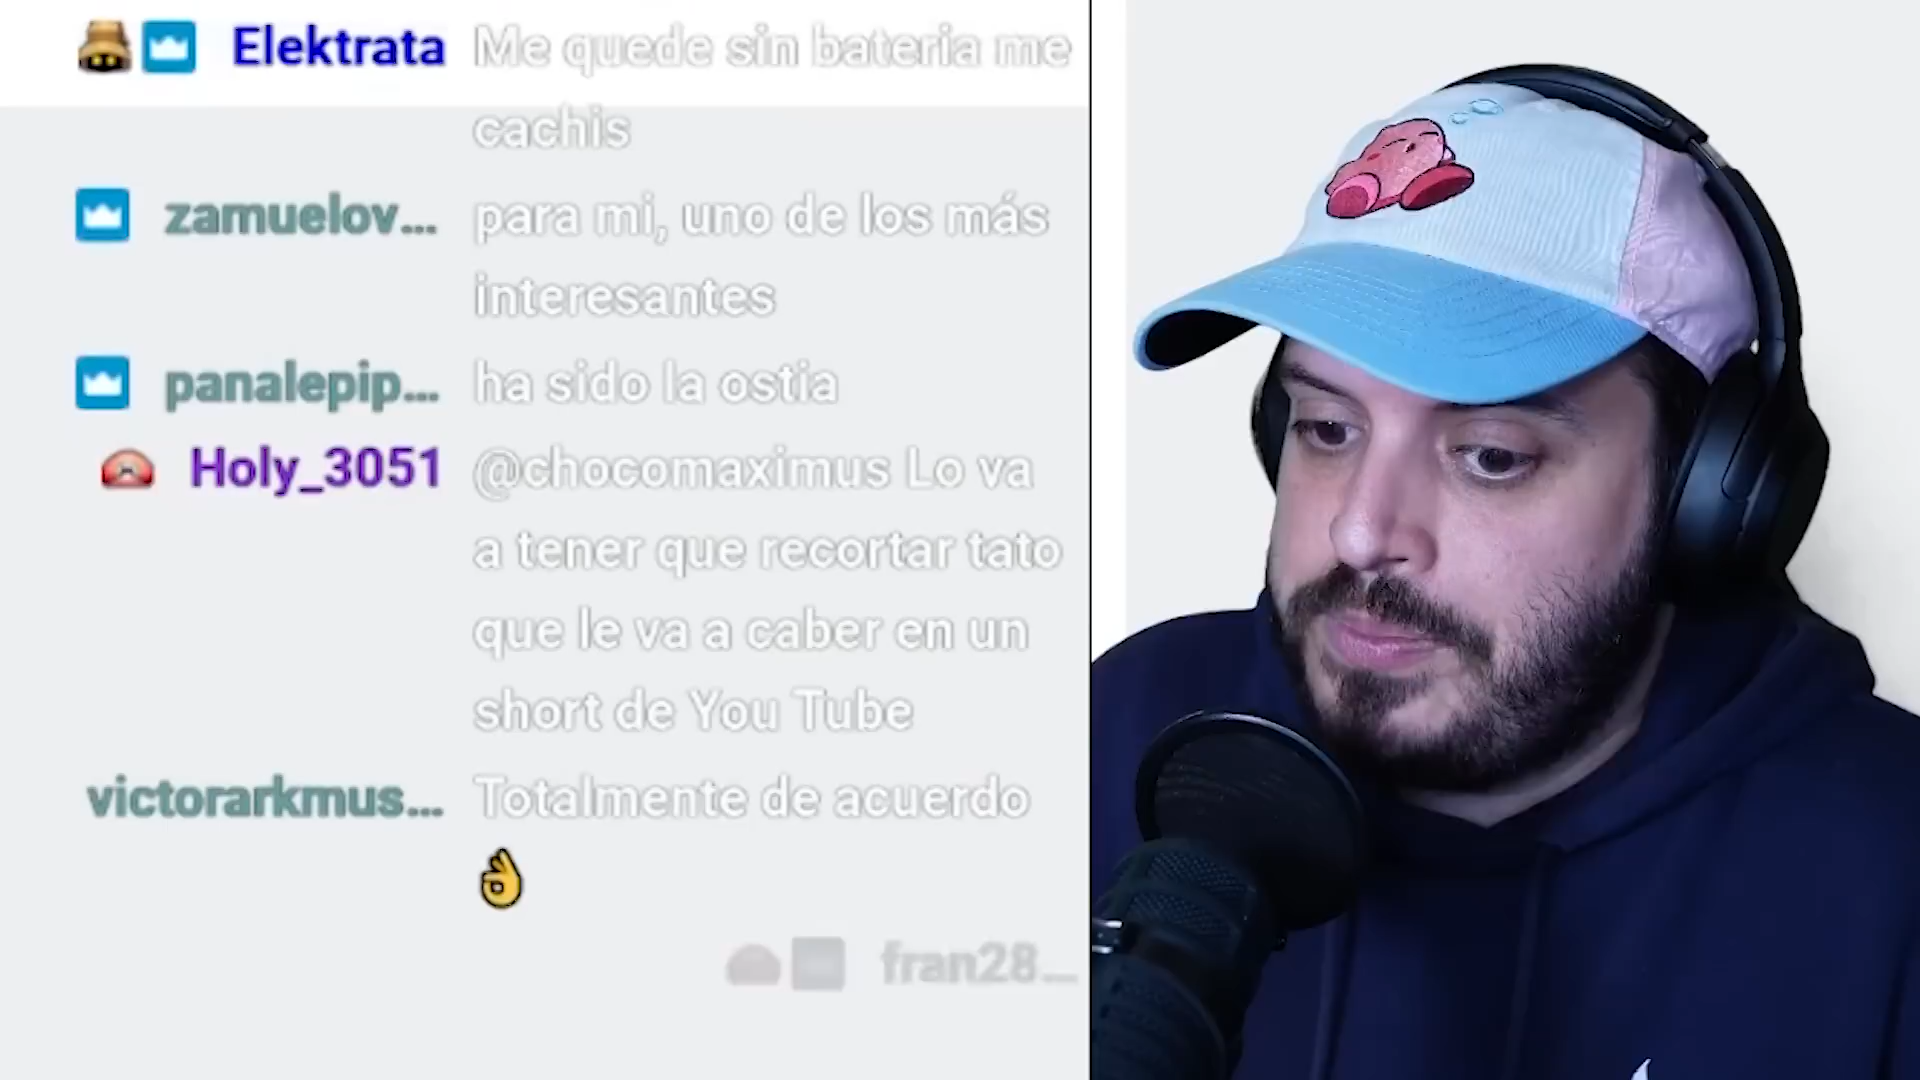 Elektrata Me quede sin bateria me
cachis
zamuelov... para mi, uno de los más
interesantes
panalepip... ha sido la ostia
Holy_3051 @chocomaximus Lo va
a tener que recortar tato
que le va a caber en un
short de You Tube
victorarkmus... Totalmente de acuerdo
👌
fran28_